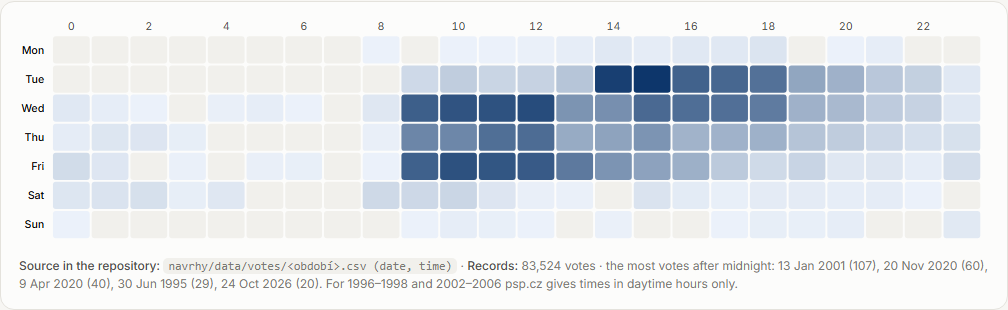 0 2 4 6 8 10 12 14 16 18 20 22
Mon
Tue
Wed
Thu
Fri
Sat
Sun
Source in the repository: navrhy/data/votes/<období>.csv (date, time) · Records: 83,524 votes · the most votes after midnight: 13 Jan 2001 (107), 20 Nov 2020 (60),
9 Apr 2020 (40), 30 Jun 1995 (29), 24 Oct 2026 (20). For 1996–1998 and 2002–2006 psp.cz gives times in daytime hours only.